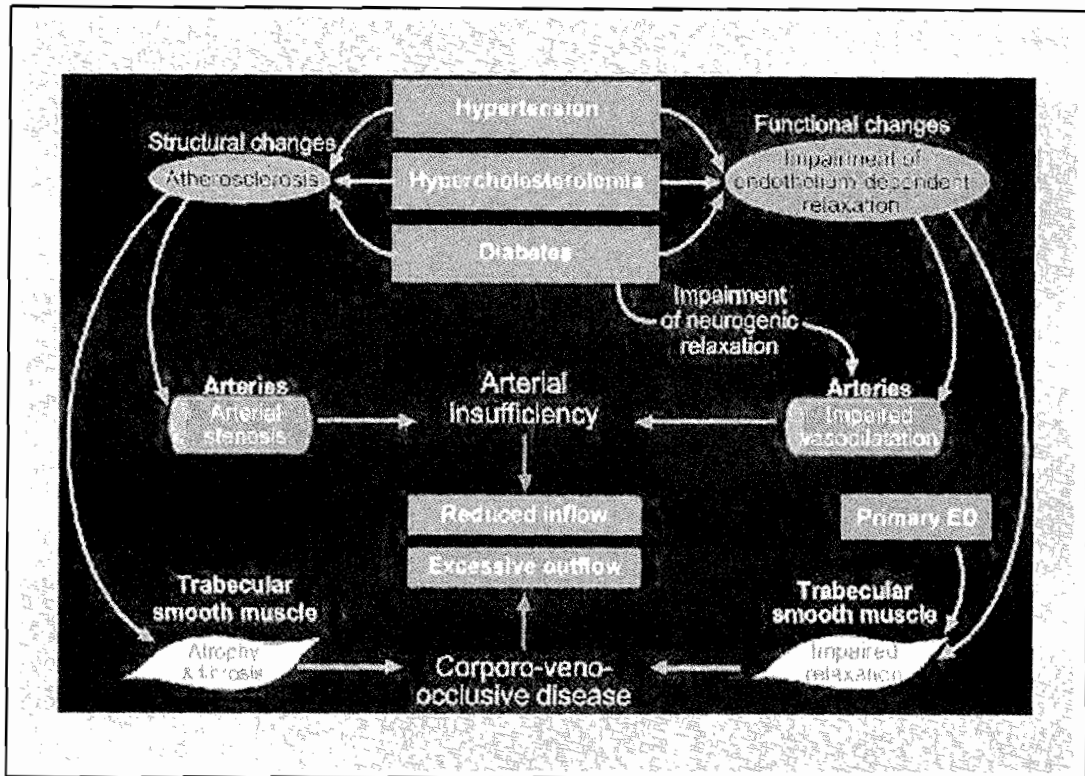 Hypertension
Hypercholesterolemia
Diabetes
Structural changes
Atherosclerosis
Functional changes
Impairment of
endothelium-dependent
relaxation
Impairment
of neurogenic
relaxation
Arteries
Arterial
stenosis
Arterial
Insufficiency
Arteries
Impaired
vasodilatation
Reduced inflow
Excessive outflow
Primary ED
Trabecular
smooth muscle
Atrophy
& fibrosis
Corporo-veno-
occlusive disease
Trabecular
smooth muscle
Impaired
relaxation